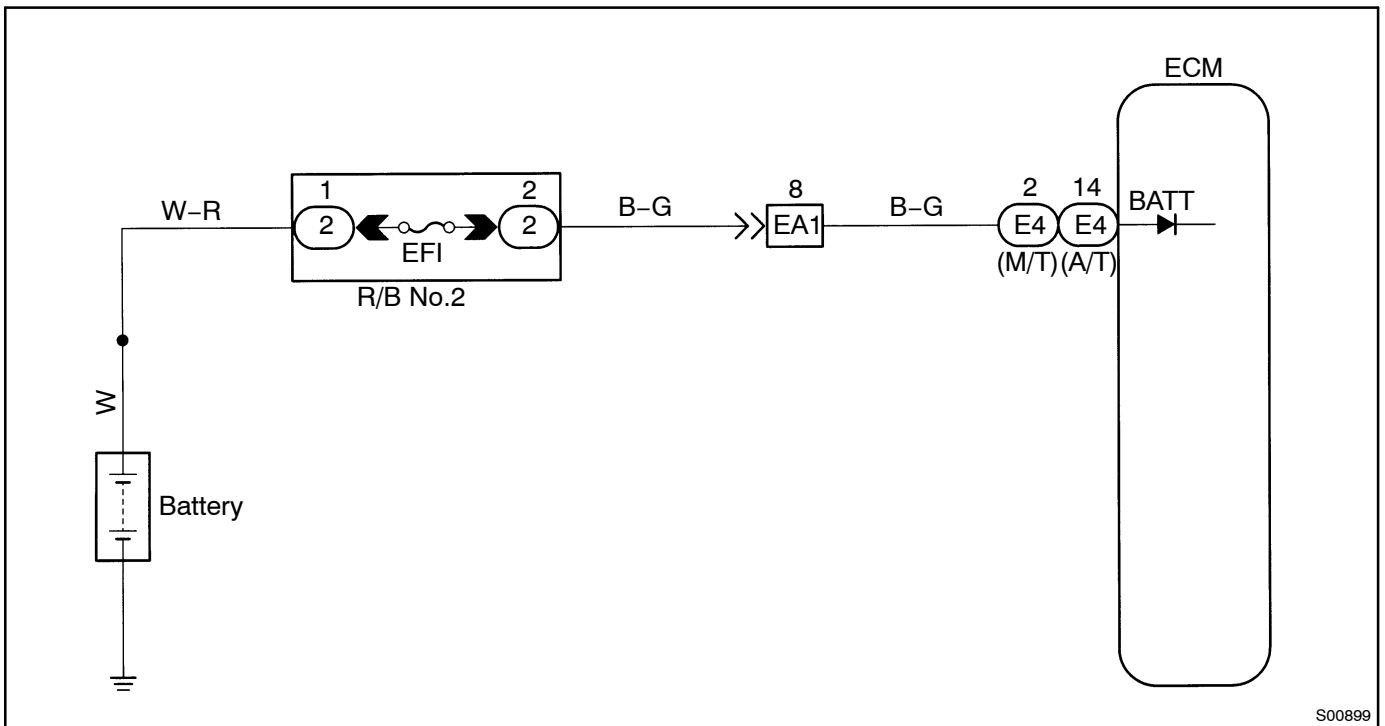 ECM
1 2 8 2 14
W–R B–G B–G BATT
2 2 EA1 E4 E4
EFI (M/T) (A/T)
R/B No.2
W
Battery
S00899